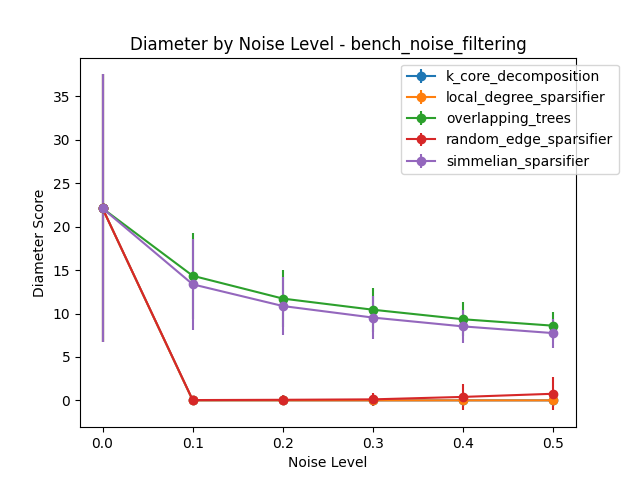 Diameter by Noise Level - bench_noise_filtering
k_core_decomposition
local_degree_sparsifier
overlapping_trees
random_edge_sparsifier
simmelian_sparsifier
Diameter Score
35
30
25
20
15
10
5
0
0.0 0.1 0.2 0.3 0.4 0.5
Noise Level